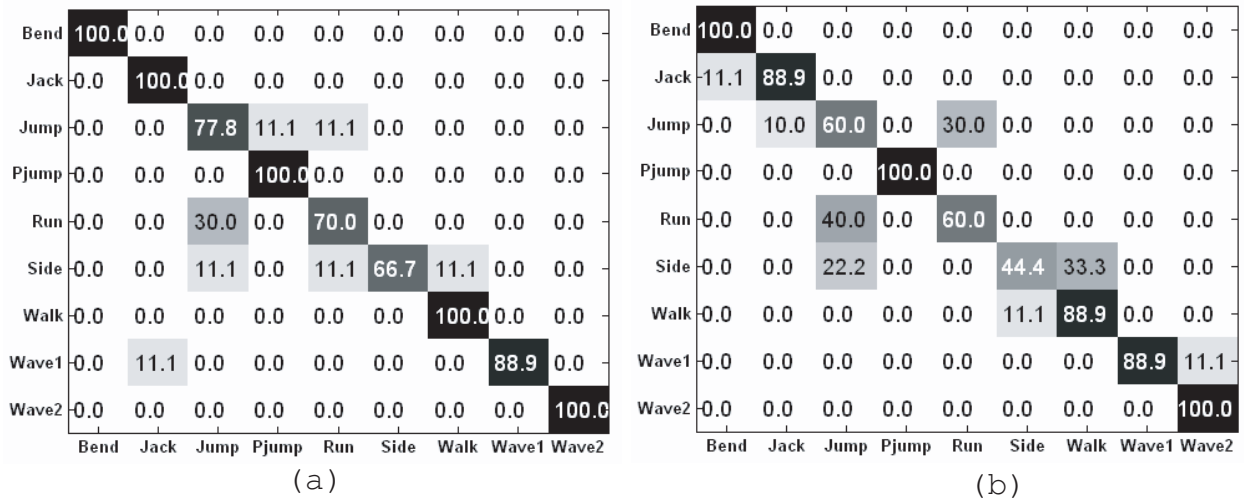 Bend 100.0 0.0 0.0 0.0 0.0 0.0 0.0 0.0 0.0
Jack 0.0 100.0 0.0 0.0 0.0 0.0 0.0 0.0 0.0
Jump 0.0 0.0 77.8 11.1 11.1 0.0 0.0 0.0 0.0
Pjump 0.0 0.0 0.0 100.0 0.0 0.0 0.0 0.0 0.0
Run 0.0 0.0 30.0 0.0 70.0 0.0 0.0 0.0 0.0
Side 0.0 0.0 11.1 0.0 11.1 66.7 11.1 0.0 0.0
Walk 0.0 0.0 0.0 0.0 0.0 0.0 100.0 0.0 0.0
Wave1 0.0 11.1 0.0 0.0 0.0 0.0 0.0 88.9 0.0
Wave2 0.0 0.0 0.0 0.0 0.0 0.0 0.0 0.0 100.0
Bend Jack Jump Pjump Run Side Walk Wave1 Wave2
(a)
Bend 100.0 0.0 0.0 0.0 0.0 0.0 0.0 0.0 0.0
Jack 11.1 88.9 0.0 0.0 0.0 0.0 0.0 0.0 0.0
Jump 0.0 10.0 60.0 0.0 30.0 0.0 0.0 0.0 0.0
Pjump 0.0 0.0 0.0 100.0 0.0 0.0 0.0 0.0 0.0
Run 0.0 0.0 40.0 0.0 60.0 0.0 0.0 0.0 0.0
Side 0.0 0.0 22.2 0.0 0.0 44.4 33.3 0.0 0.0
Walk 0.0 0.0 0.0 0.0 0.0 11.1 88.9 0.0 0.0
Wave1 0.0 0.0 0.0 0.0 0.0 0.0 0.0 88.9 11.1
Wave2 0.0 0.0 0.0 0.0 0.0 0.0 0.0 0.0 100.0
Bend Jack Jump Pjump Run Side Walk Wave1 Wave2
(b)